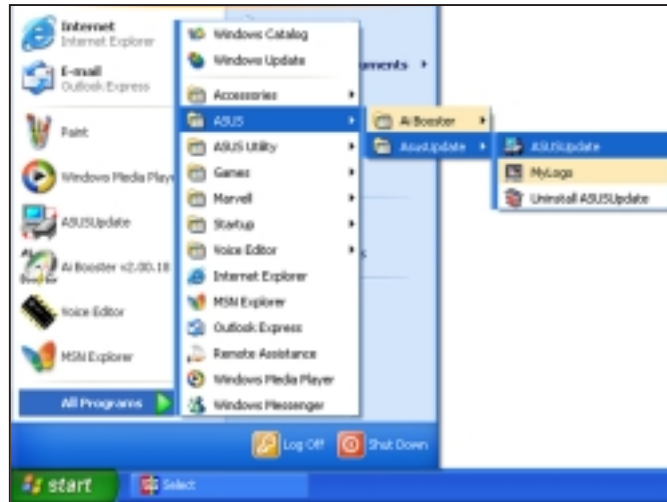 Internet
Internet Explorer
E-mail
Outlook Express
Paint
Windows Media Play
ASUSUpdate
Ai Booster v2.00.18
Voice Editor
MSN Explorer
All Programs
Windows Catalog
Windows Update
Accessories
ASUS
ASUS Utility
Games
Marvell
Startup
Voice Editor
Internet Explorer
MSN Explorer
Outlook Express
Remote Assistance
Windows Media Player
Windows Messenger
uments
Ai Booster
AsusUpdate
ASUSUpdate
MyLogo
Uninstall ASUSUpdate
s
Log Off
Shut Down
start
Select